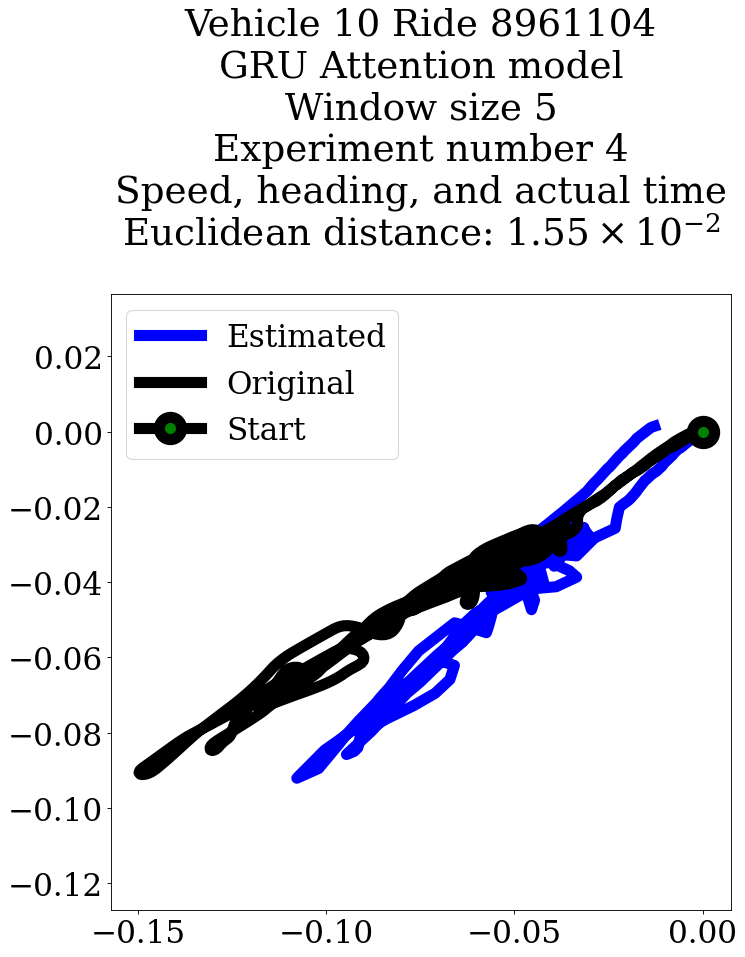 Vehicle 10 Ride 8961104
GRU Attention model
Window size 5
Experiment number 4
Speed, heading, and actual time
Euclidean distance: 1.55 × 10⁻²
Estimated
Original
Start
0.02
0.00
−0.02
−0.04
−0.06
−0.08
−0.10
−0.12
−0.15 −0.10 −0.05 0.00